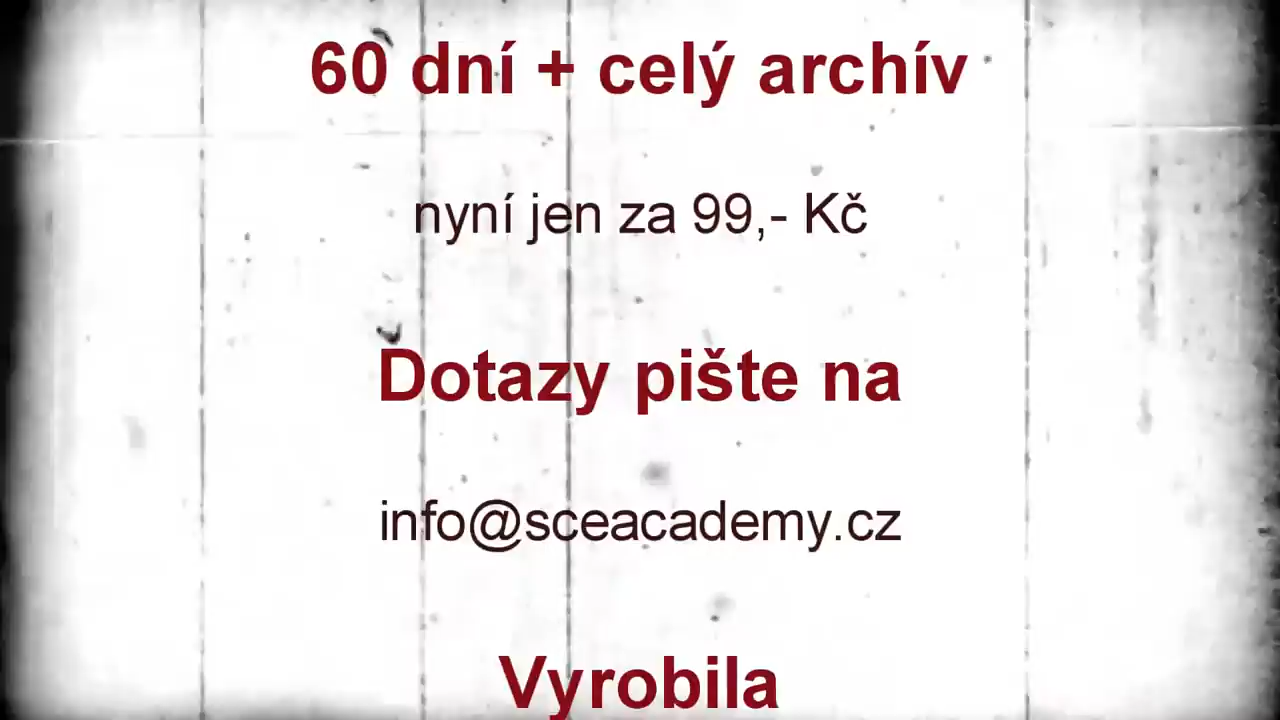 60 dní + celý archív
nyní jen za 99,- Kč
Dotazy pište na
info@sceacademy.cz
Vyrobila